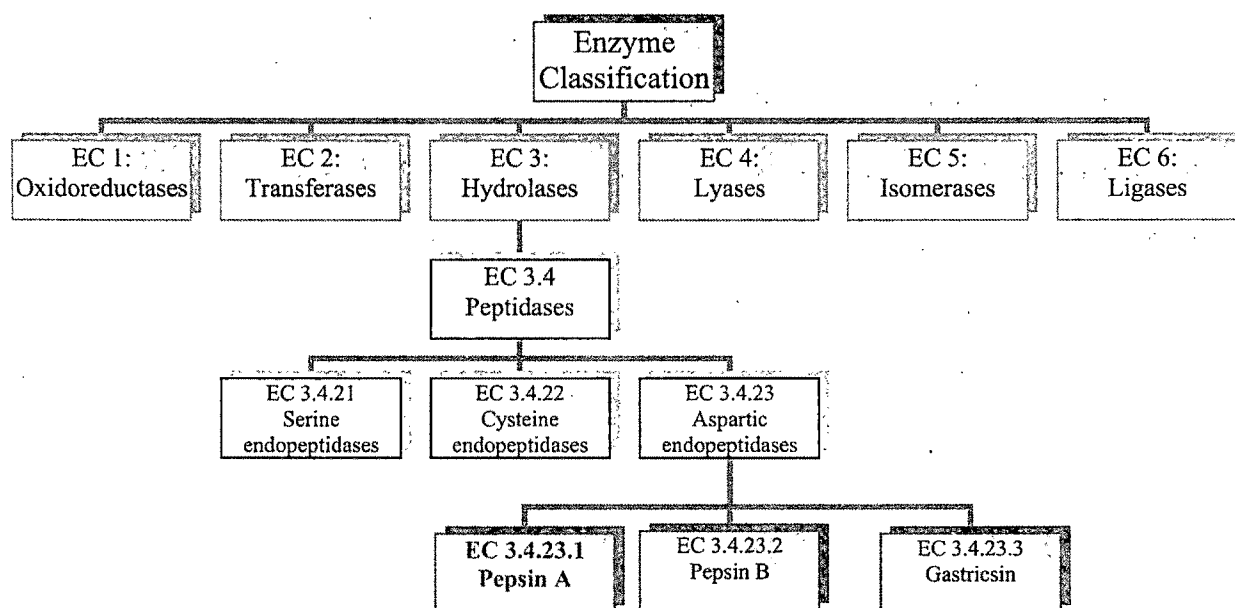 Enzyme
Classification
EC 1:
Oxidoreductases
EC 2:
Transferases
EC 3:
Hydrolases
EC 4:
Lyases
EC 5:
Isomerases
EC 6:
Ligases
EC 3.4
Peptidases
EC 3.4.21
Serine
endopeptidases
EC 3.4.22
Cysteine
endopeptidases
EC 3.4.23
Aspartic
endopeptidases
EC 3.4.23.1
Pepsin A
EC 3.4.23.2
Pepsin B
EC 3.4.23.3
Gastricsin